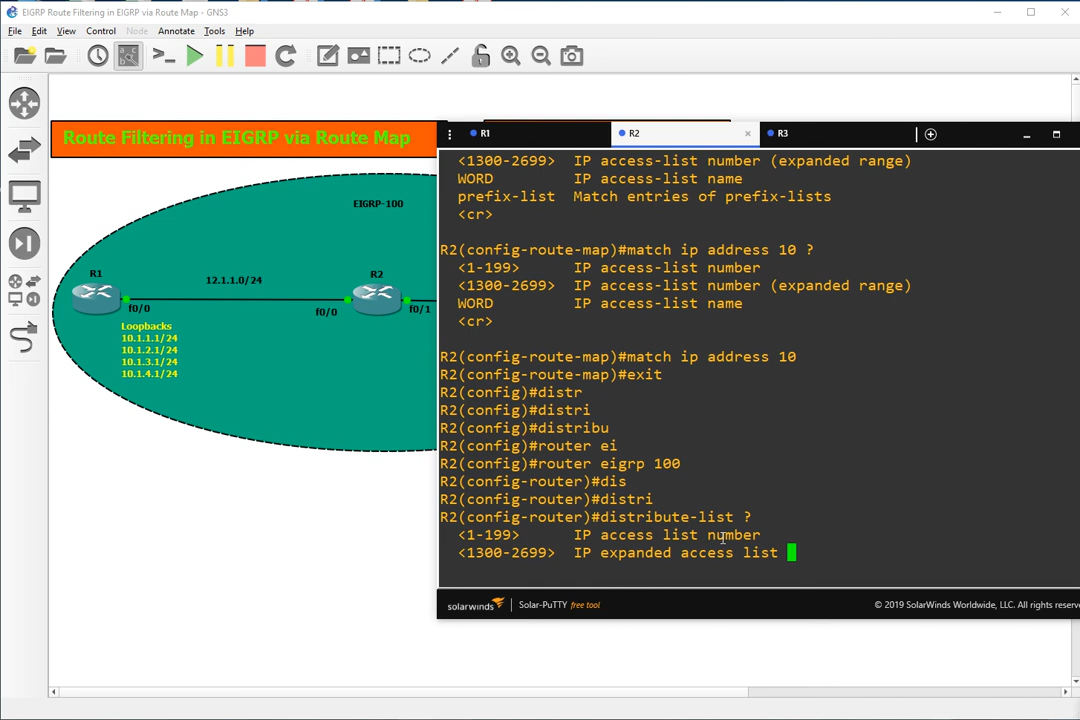 EIGRP Route Filtering in EIGRP via Route Map - GNS3
File Edit View Control Node Annotate Tools Help
Route Filtering in EIGRP via Route Map
EIGRP-100
R1
12.1.1.0/24
R2
f0/0
f0/0
f0/1
Loopbacks
10.1.1.1/24
10.1.2.1/24
10.1.3.1/24
10.1.4.1/24
R1
R2
R3
<1300-2699> IP access-list number (expanded range)
WORD IP access-list name
prefix-list Match entries of prefix-lists
<cr>
R2(config-route-map)#match ip address 10 ?
<1-199> IP access-list number
<1300-2699> IP access-list number (expanded range)
WORD IP access-list name
<cr>
R2(config-route-map)#match ip address 10
R2(config-route-map)#exit
R2(config)#distr
R2(config)#distri
R2(config)#distribu
R2(config)#router ei
R2(config)#router eigrp 100
R2(config-router)#dis
R2(config-router)#distri
R2(config-router)#distribute-list ?
<1-199> IP access list number
<1300-2699> IP expanded access list
solarwinds | Solar-PuTTY free tool
© 2019 SolarWinds Worldwide, LLC. All rights reserve